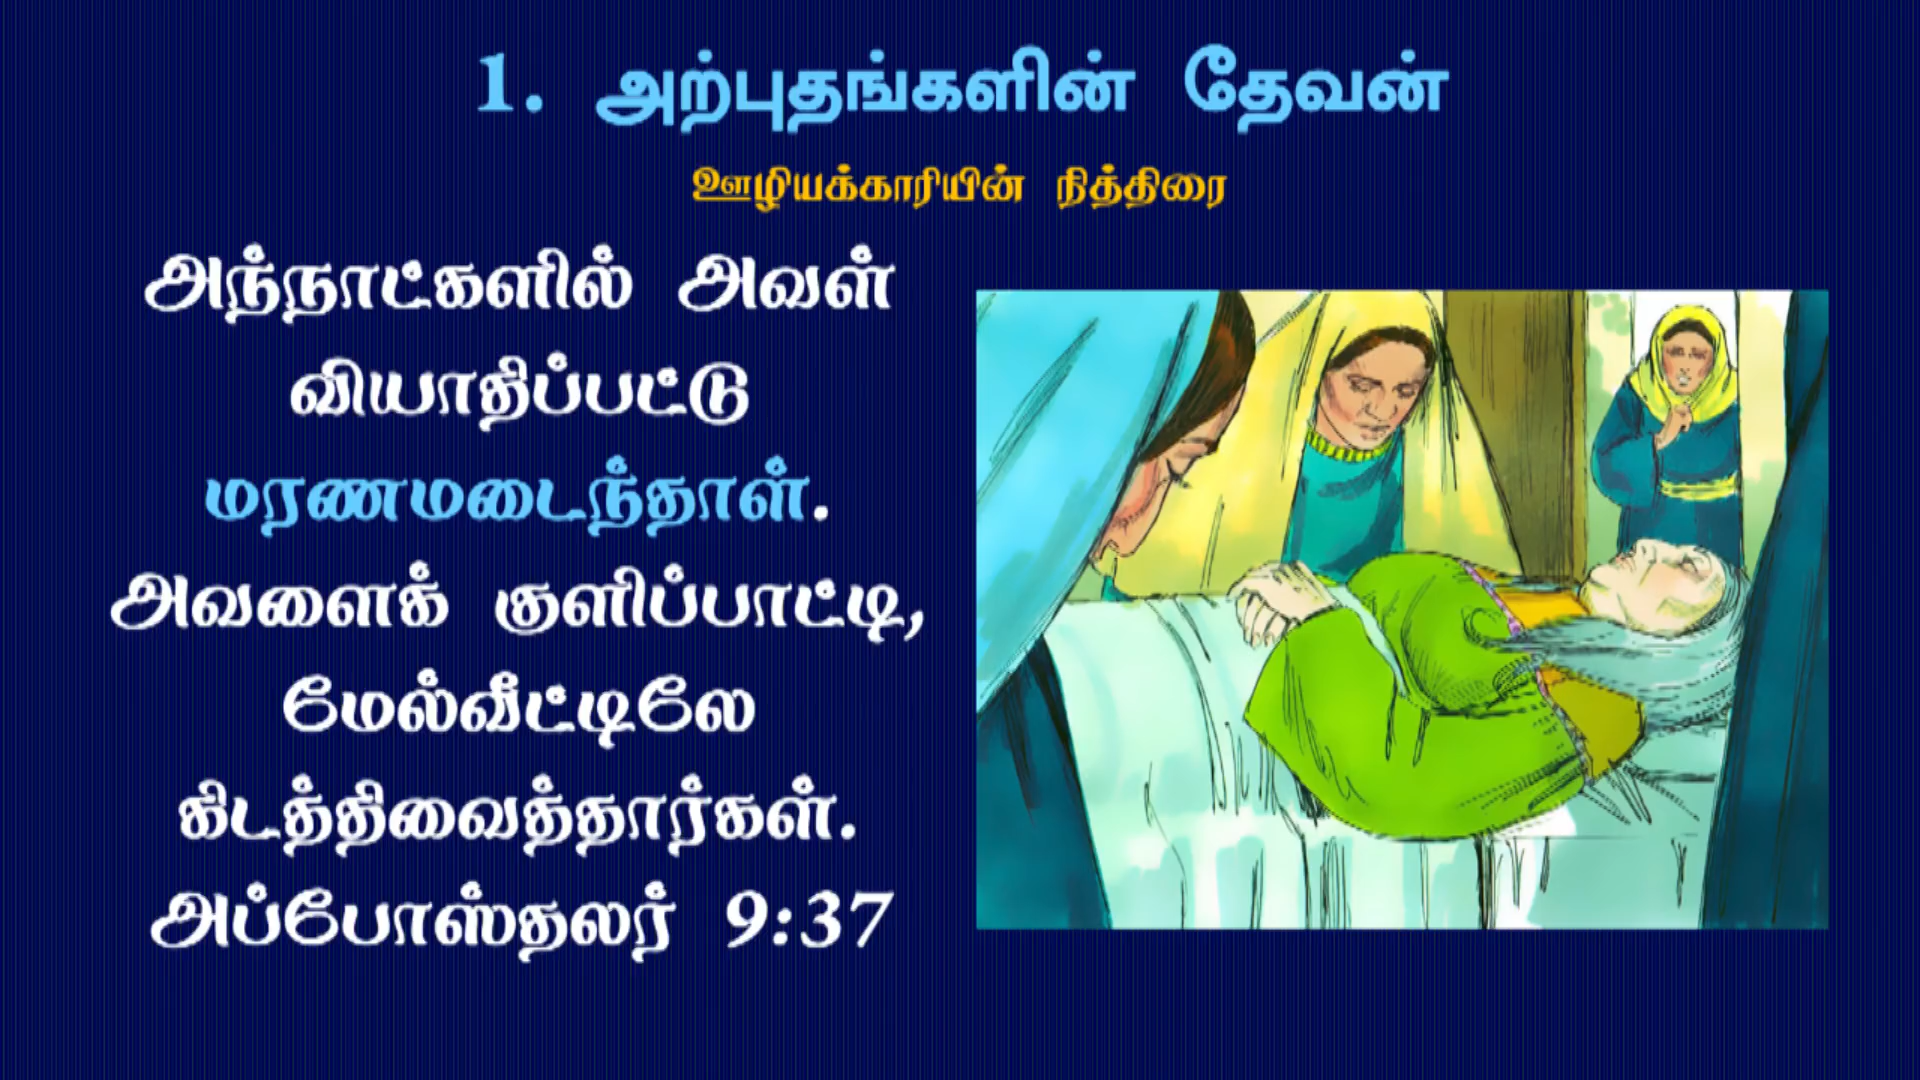 1. அற்புதங்களின் தேவன்
ஊழியக்காரியின் நித்திரை
அந்நாட்களில் அவள்
வியாதிப்பட்டு
மரணமடைந்தாள்.
அவளைக் குளிப்பாட்டி,
மேல்வீட்டிலே
கிடத்திவைத்தார்கள்.
அப்போஸ்தலர் 9:37